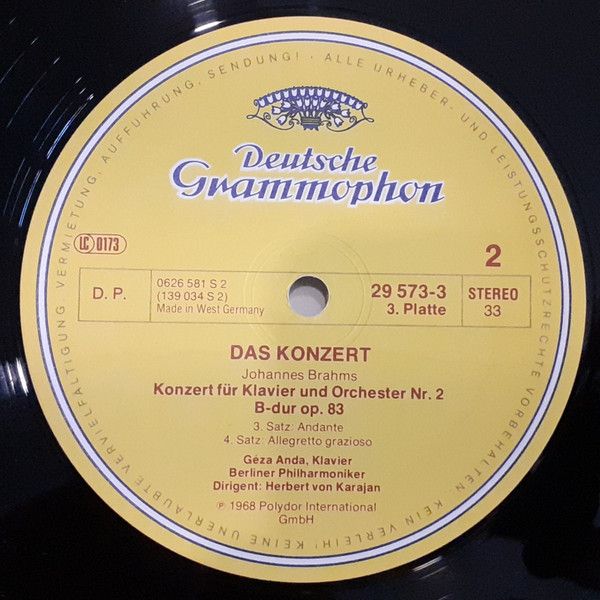 VERMIETUNG, AUFFÜHRUNG, SENDUNG! · ALLE URHEBER- UND LEISTUNGSSCHUTZRECHTE VORBEHALTEN · KEIN VERLEIH! KEINE UNERLAUBTE VERVIELFÄLTIGUNG
Deutsche
Grammophon
LC 0173
2
D. P.
0626 581 S 2
(139 034 S 2)
Made in West Germany
29 573-3
3. Platte
STEREO
33
DAS KONZERT
Johannes Brahms
Konzert für Klavier und Orchester Nr. 2
B-dur op. 83
3. Satz: Andante
4. Satz: Allegretto grazioso
Géza Anda, Klavier
Berliner Philharmoniker
Dirigent: Herbert von Karajan
℗ 1968 Polydor International
GmbH